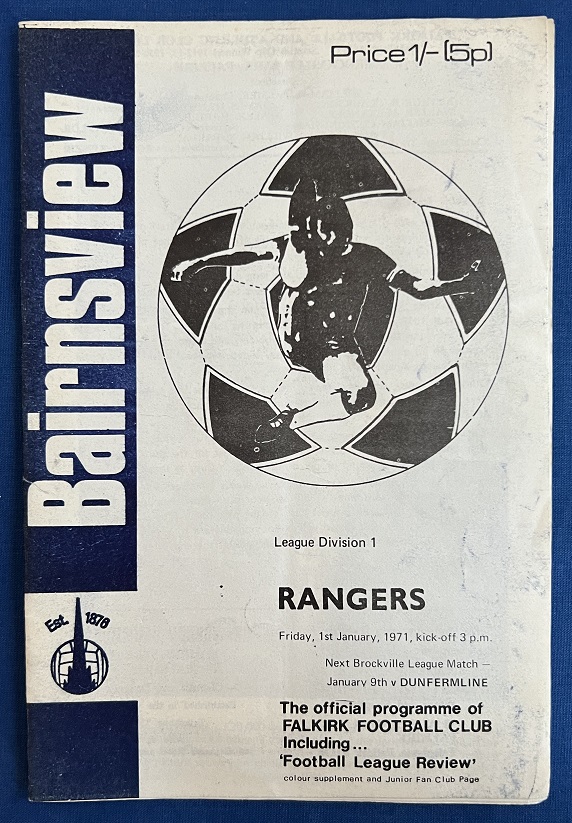 Price 1/- (5p)
Bairnsview
Est. 1876
League Division 1
RANGERS
Friday, 1st January, 1971, kick-off 3 p.m.
Next Brockville League Match —
January 9th v DUNFERMLINE
The official programme of
FALKIRK FOOTBALL CLUB
Including...
'Football League Review'
colour supplement and Junior Fan Club Page